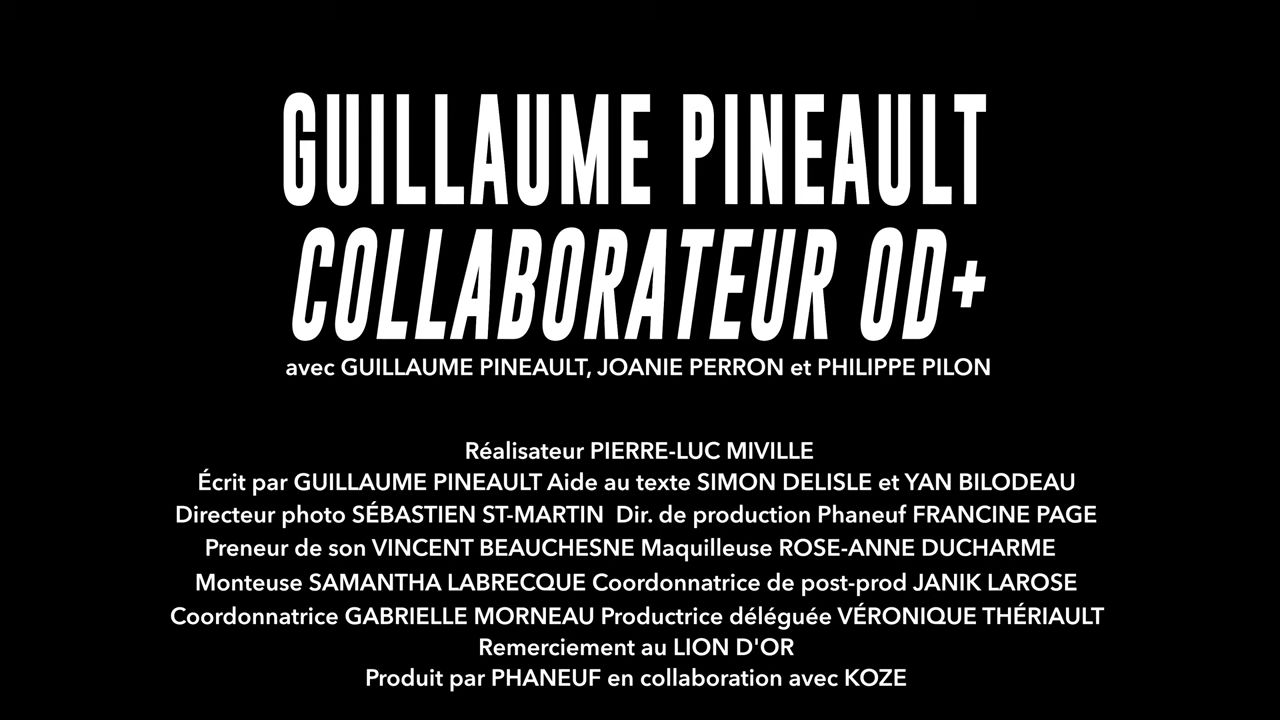 GUILLAUME PINEAULT
COLLABORATEUR OD+
avec GUILLAUME PINEAULT, JOANIE PERRON et PHILIPPE PILON
Réalisateur PIERRE-LUC MIVILLE
Écrit par GUILLAUME PINEAULT Aide au texte SIMON DELISLE et YAN BILODEAU
Directeur photo SÉBASTIEN ST-MARTIN Dir. de production Phaneuf FRANCINE PAGE
Preneur de son VINCENT BEAUCHESNE Maquilleuse ROSE-ANNE DUCHARME
Monteuse SAMANTHA LABRECQUE Coordonnatrice de post-prod JANIK LAROSE
Coordonnatrice GABRIELLE MORNEAU Productrice déléguée VÉRONIQUE THÉRIAULT
Remerciement au LION D'OR
Produit par PHANEUF en collaboration avec KOZE